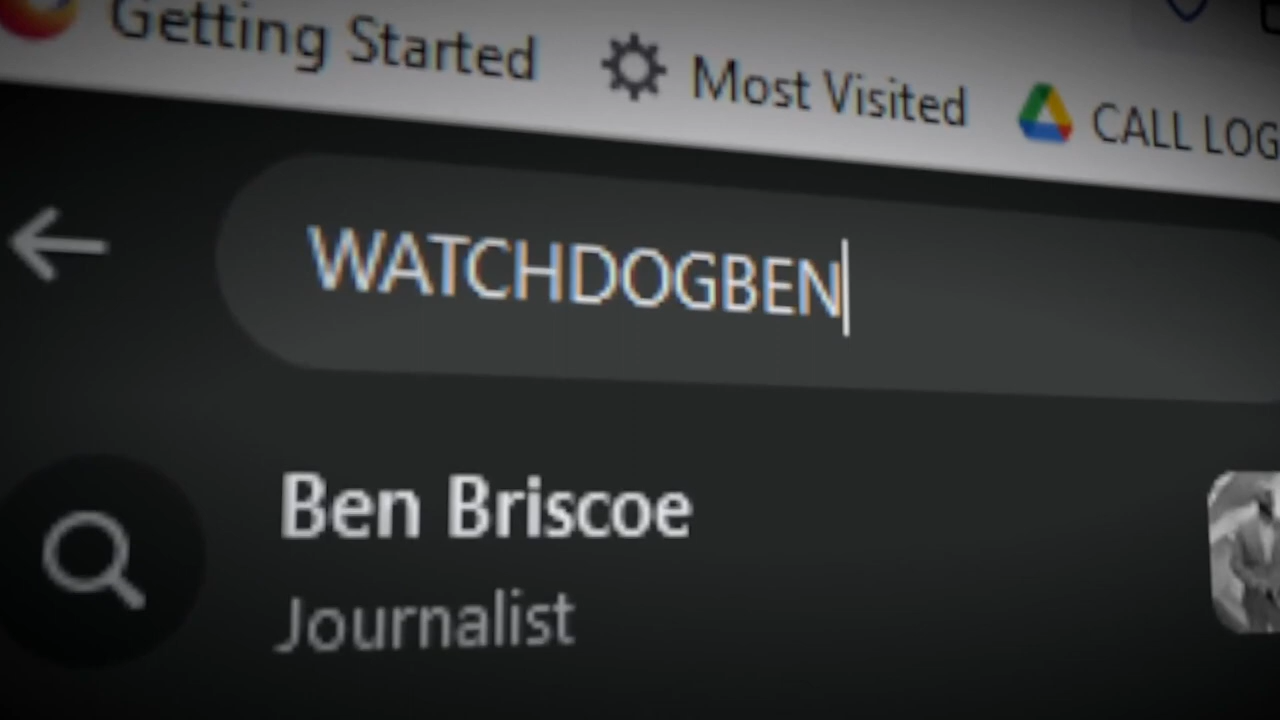 Getting Started
Most Visited
CALL LOG
WATCHDOGBEN
Ben Briscoe
Journalist